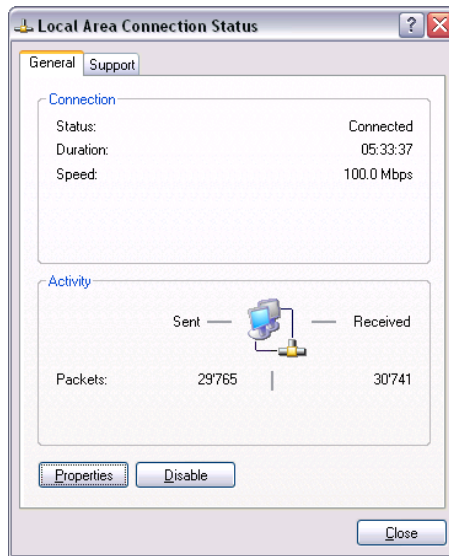 Local Area Connection Status
General Support
Connection
Status: Connected
Duration: 05:33:37
Speed: 100.0 Mbps
Activity
Sent Received
Packets: 29'765 30'741
Properties Disable
Close